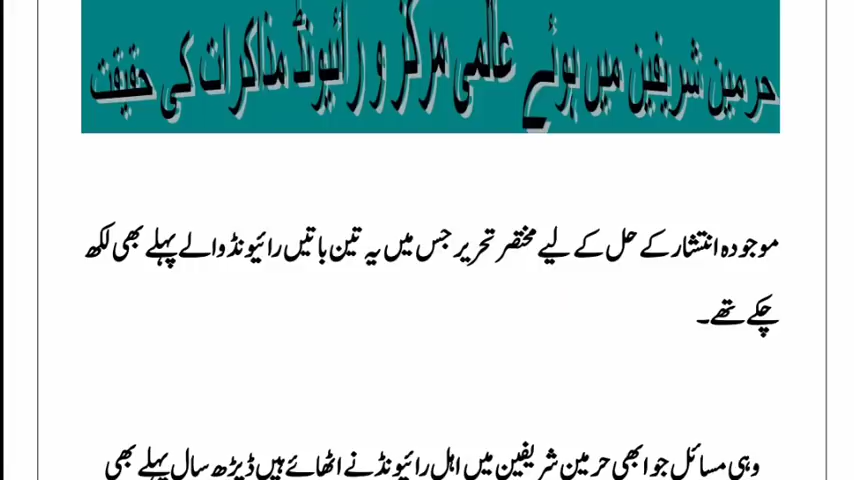 حرمین شریفین میں ہوئے عالمی مرکز و رائیونڈ مذاکرات کی حقیقت
موجودہ انتشار کے حل کے لیے مختصر تحریر جس میں یہ تین باتیں رائیونڈ والے پہلے بھی لکھ
چکے تھے۔
وہی مسائل جو ابھی حرمین شریفین میں اہل رائیونڈ نے اٹھائے ہیں ڈیڑھ سال پہلے بھی